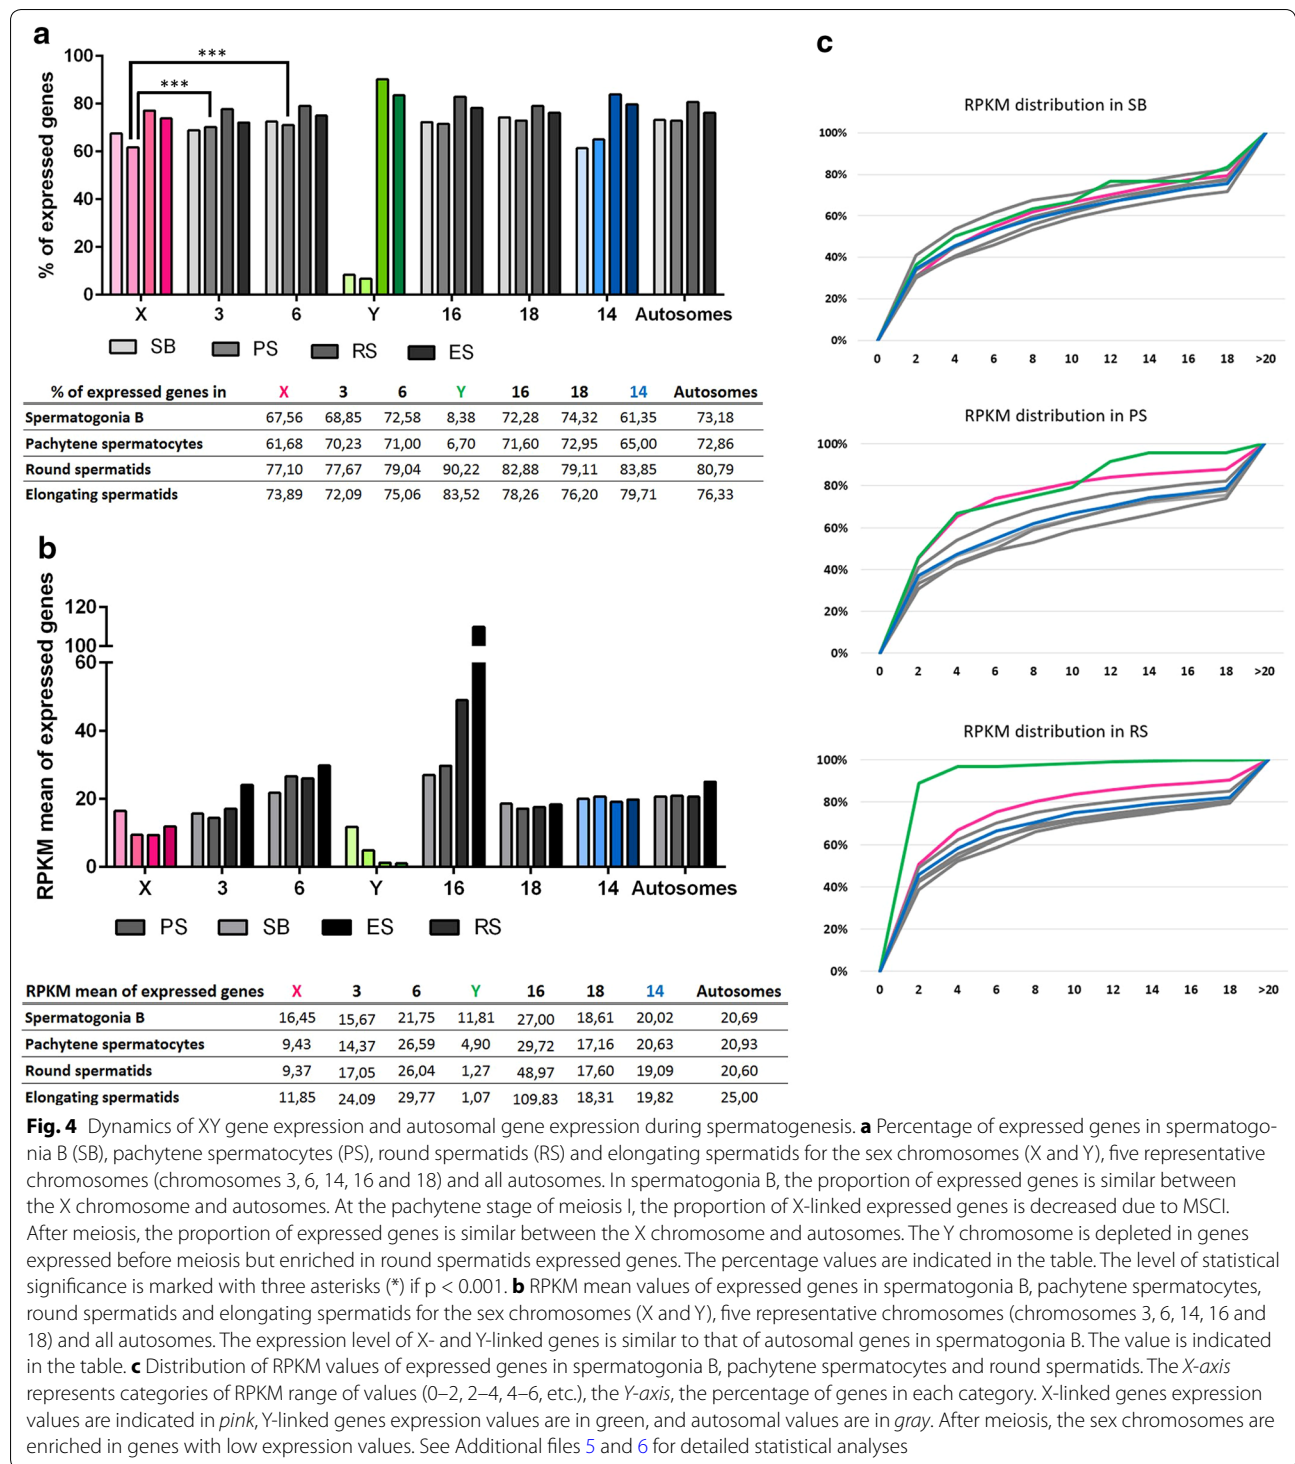 a
100
80
60
40
20
0
% of expressed genes
***
***
X 3 6 Y 16 18 14 Autosomes
SB PS RS ES
% of expressed genes in X 3 6 Y 16 18 14 Autosomes
Spermatogonia B 67,56 68,85 72,58 8,38 72,28 74,32 61,35 73,18
Pachytene spermatocytes 61,68 70,23 71,00 6,70 71,60 72,95 65,00 72,86
Round spermatids 77,10 77,67 79,04 90,22 82,88 79,11 83,85 80,79
Elongating spermatids 73,89 72,09 75,06 83,52 78,26 76,20 79,71 76,33
b
120
100
60
40
20
0
RPKM mean of expressed genes
X 3 6 Y 16 18 14 Autosomes
PS SB ES RS
RPKM mean of expressed genes X 3 6 Y 16 18 14 Autosomes
Spermatogonia B 16,45 15,67 21,75 11,81 27,00 18,61 20,02 20,69
Pachytene spermatocytes 9,43 14,37 26,59 4,90 29,72 17,16 20,63 20,93
Round spermatids 9,37 17,05 26,04 1,27 48,97 17,60 19,09 20,60
Elongating spermatids 11,85 24,09 29,77 1,07 109,83 18,31 19,82 25,00
c
RPKM distribution in SB
100%
80%
60%
40%
20%
0%
0 2 4 6 8 10 12 14 16 18 >20
RPKM distribution in PS
100%
80%
60%
40%
20%
0%
0 2 4 6 8 10 12 14 16 18 >20
RPKM distribution in RS
100%
80%
60%
40%
20%
0%
0 2 4 6 8 10 12 14 16 18 >20
Fig. 4 Dynamics of XY gene expression and autosomal gene expression during spermatogenesis. a Percentage of expressed genes in spermatogo-
nia B (SB), pachytene spermatocytes (PS), round spermatids (RS) and elongating spermatids for the sex chromosomes (X and Y), five representative
chromosomes (chromosomes 3, 6, 14, 16 and 18) and all autosomes. In spermatogonia B, the proportion of expressed genes is similar between
the X chromosome and autosomes. At the pachytene stage of meiosis I, the proportion of X-linked expressed genes is decreased due to MSCI.
After meiosis, the proportion of expressed genes is similar between the X chromosome and autosomes. The Y chromosome is depleted in genes
expressed before meiosis but enriched in round spermatids expressed genes. The percentage values are indicated in the table. The level of statistical
significance is marked with three asterisks (*) if p < 0.001. b RPKM mean values of expressed genes in spermatogonia B, pachytene spermatocytes,
round spermatids and elongating spermatids for the sex chromosomes (X and Y), five representative chromosomes (chromosomes 3, 6, 14, 16 and
18) and all autosomes. The expression level of X- and Y-linked genes is similar to that of autosomal genes in spermatogonia B. The value is indicated
in the table. c Distribution of RPKM values of expressed genes in spermatogonia B, pachytene spermatocytes and round spermatids. The X-axis
represents categories of RPKM range of values (0–2, 2–4, 4–6, etc.), the Y-axis, the percentage of genes in each category. X-linked genes expression
values are indicated in pink, Y-linked genes expression values are in green, and autosomal values are in gray. After meiosis, the sex chromosomes are
enriched in genes with low expression values. See Additional files 5 and 6 for detailed statistical analyses